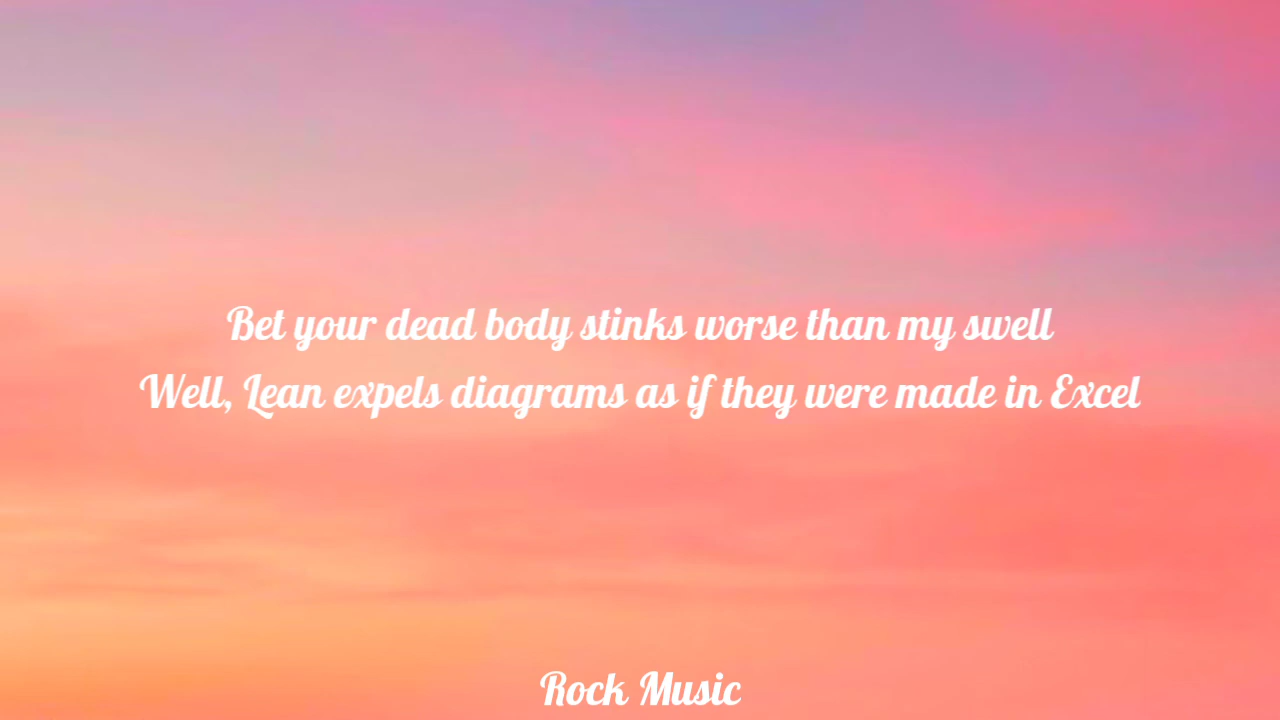 Bet your dead body stinks worse than my swell
Well, Lean expels diagrams as if they were made in Excel
Rock Music